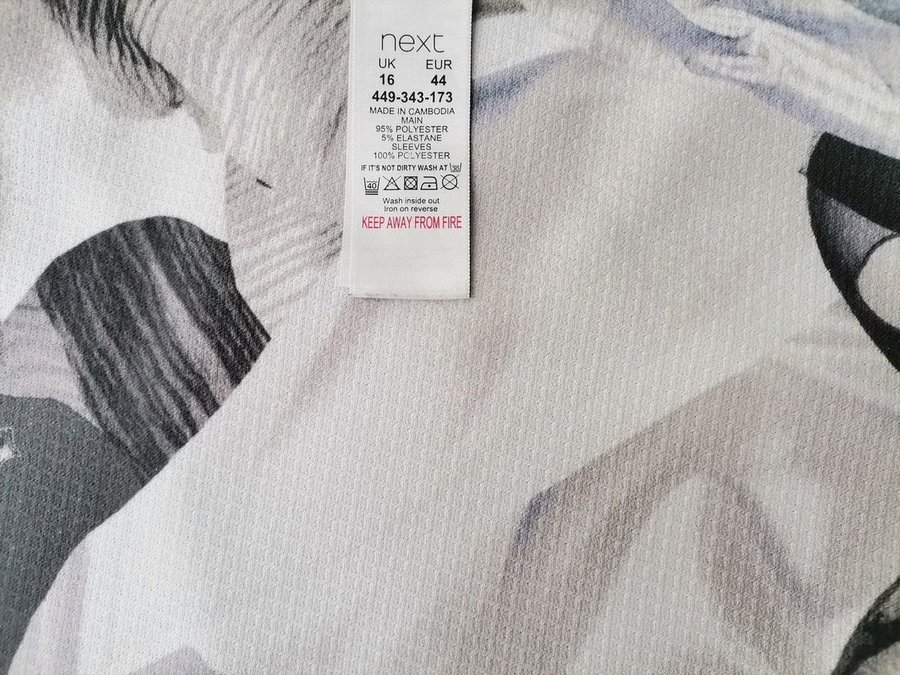 next
UK EUR
16 44
449-343-173
MADE IN CAMBODIA
MAIN
95% POLYESTER
5% ELASTANE
SLEEVES
100% POLYESTER
IF IT'S NOT DIRTY WASH AT 30
40
Wash inside out
Iron on reverse
KEEP AWAY FROM FIRE